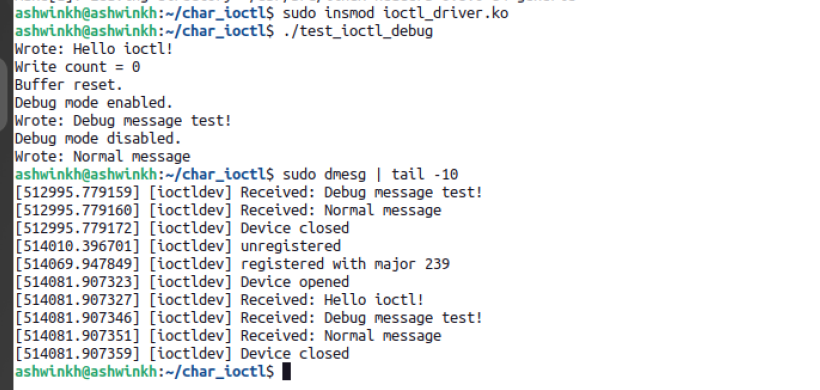 ashwinkh@ashwinkh:~/char_ioctl$ sudo insmod ioctl_driver.ko
ashwinkh@ashwinkh:~/char_ioctl$ ./test_ioctl_debug
Wrote: Hello ioctl!
Write count = 0
Buffer reset.
Debug mode enabled.
Wrote: Debug message test!
Debug mode disabled.
Wrote: Normal message
ashwinkh@ashwinkh:~/char_ioctl$ sudo dmesg | tail -10
[512995.779159] [ioctldev] Received: Debug message test!
[512995.779160] [ioctldev] Received: Normal message
[512995.779172] [ioctldev] Device closed
[514010.396701] [ioctldev] unregistered
[514069.947849] [ioctldev] registered with major 239
[514081.907323] [ioctldev] Device opened
[514081.907327] [ioctldev] Received: Hello ioctl!
[514081.907346] [ioctldev] Received: Debug message test!
[514081.907351] [ioctldev] Received: Normal message
[514081.907359] [ioctldev] Device closed
ashwinkh@ashwinkh:~/char_ioctl$